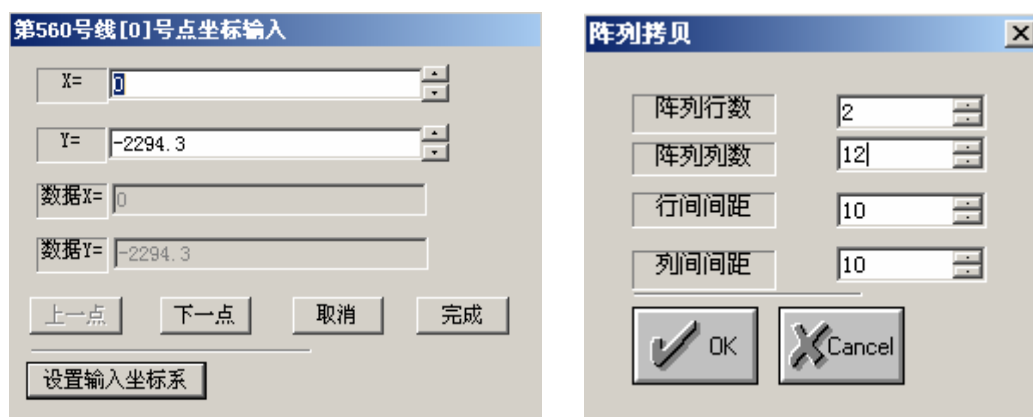 第560号线[0]号点坐标输入
X= 0
Y= -2294.3
数据X= 0
数据Y= -2294.3
上一点 下一点 取消 完成
设置输入坐标系
阵列拷贝
阵列行数 2
阵列列数 12
行间间距 10
列间间距 10
OK Cancel